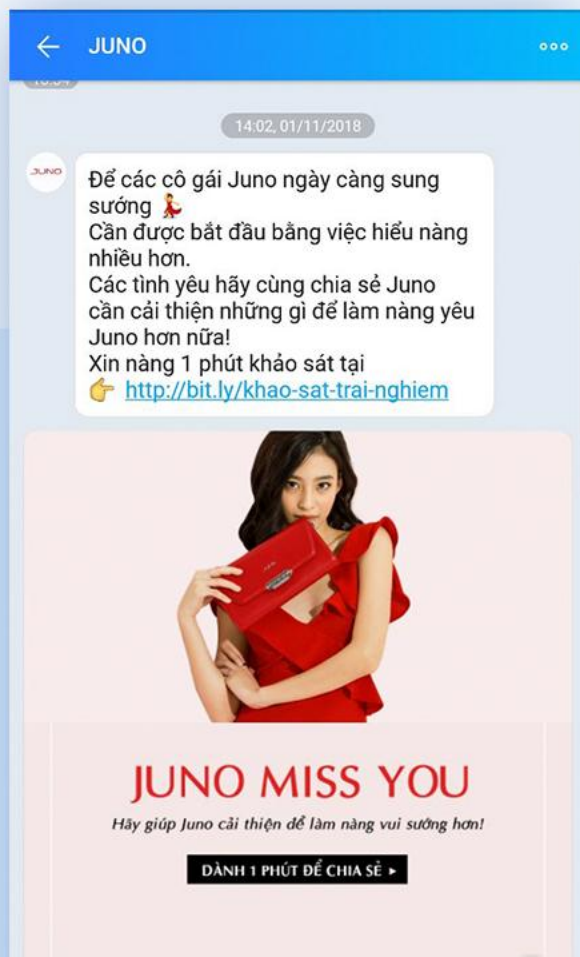 JUNO
14:02, 01/11/2018
JUNO
Để các cô gái Juno ngày càng sung
sướng 💃
Cần được bắt đầu bằng việc hiểu nàng
nhiều hơn.
Các tình yêu hãy cùng chia sẻ Juno
cần cải thiện những gì để làm nàng yêu
Juno hơn nữa!
Xin nàng 1 phút khảo sát tại
👉 http://bit.ly/khao-sat-trai-nghiem
JUNO MISS YOU
Hãy giúp Juno cải thiện để làm nàng vui sướng hơn!
DÀNH 1 PHÚT ĐỂ CHIA SẺ ▸